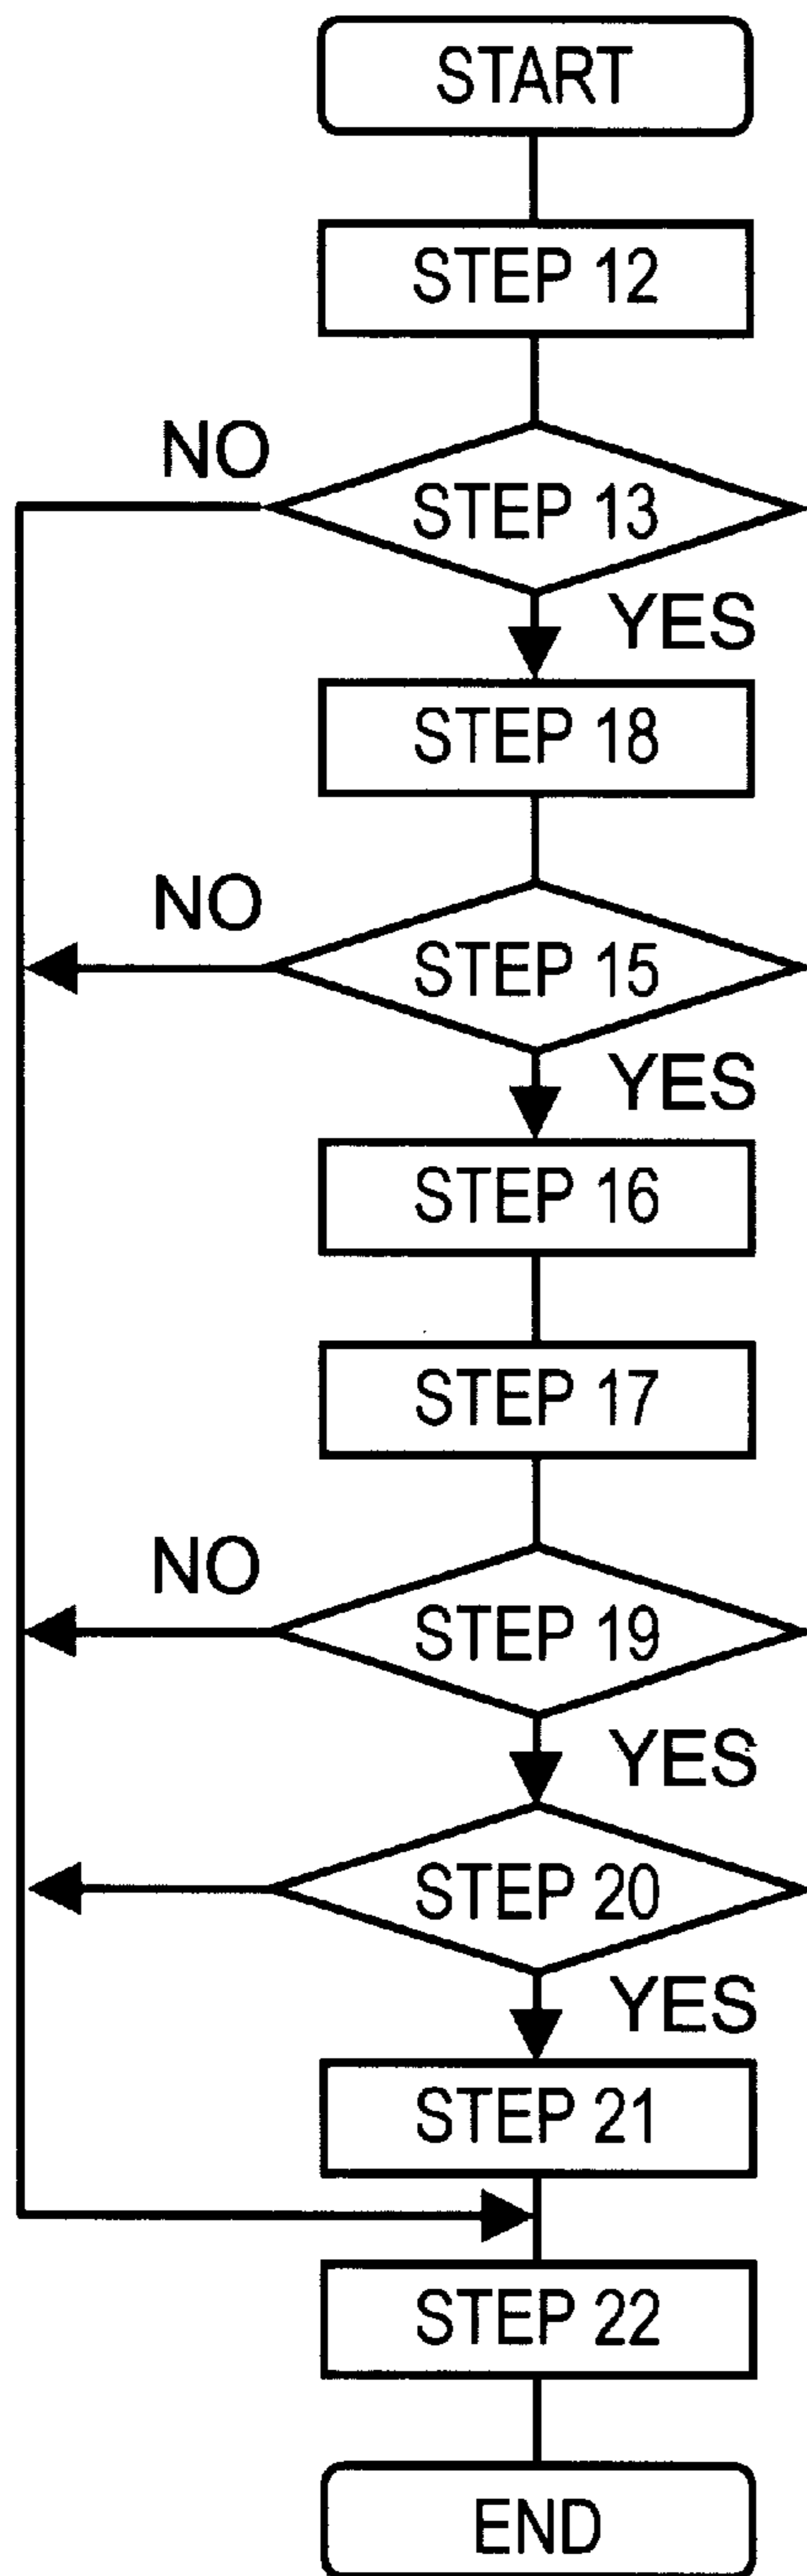 START
STEP 12
NO
STEP 13
YES
STEP 18
NO
STEP 15
YES
STEP 16
STEP 17
NO
STEP 19
YES
STEP 20
YES
STEP 21
STEP 22
END